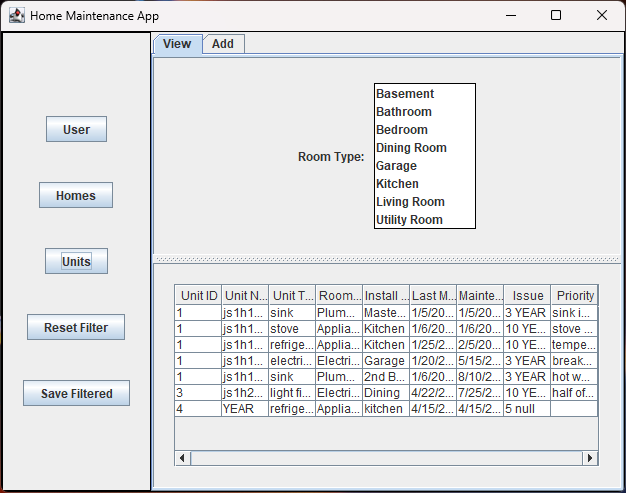 Home Maintenance App
View Add
User
Homes
Units
Reset Filter
Save Filtered
Room Type:
Basement
Bathroom
Bedroom
Dining Room
Garage
Kitchen
Living Room
Utility Room
Unit ID Unit N... Unit T... Room... Install ... Last M... Mainte... Issue Priority
1 js1h1... sink Plum... Maste... 1/5/20... 1/5/20... 3 YEAR sink i...
1 js1h1... stove Applia... Kitchen 1/6/20... 1/6/20... 10 YE... stove ...
1 js1h1... refrige... Applia... Kitchen 1/25/2... 2/5/20... 10 YE... tempe...
1 js1h1... electri... Electri... Garage 1/20/2... 5/15/2... 3 YEAR break...
1 js1h1... sink Plum... 2nd B... 1/6/20... 8/10/2... 3 YEAR hot w...
3 js1h2... light fi... Electri... Dining 4/22/2... 7/25/2... 10 YE... half of...
4 YEAR refrige... Applia... kitchen 4/15/2... 4/15/2... 5 null